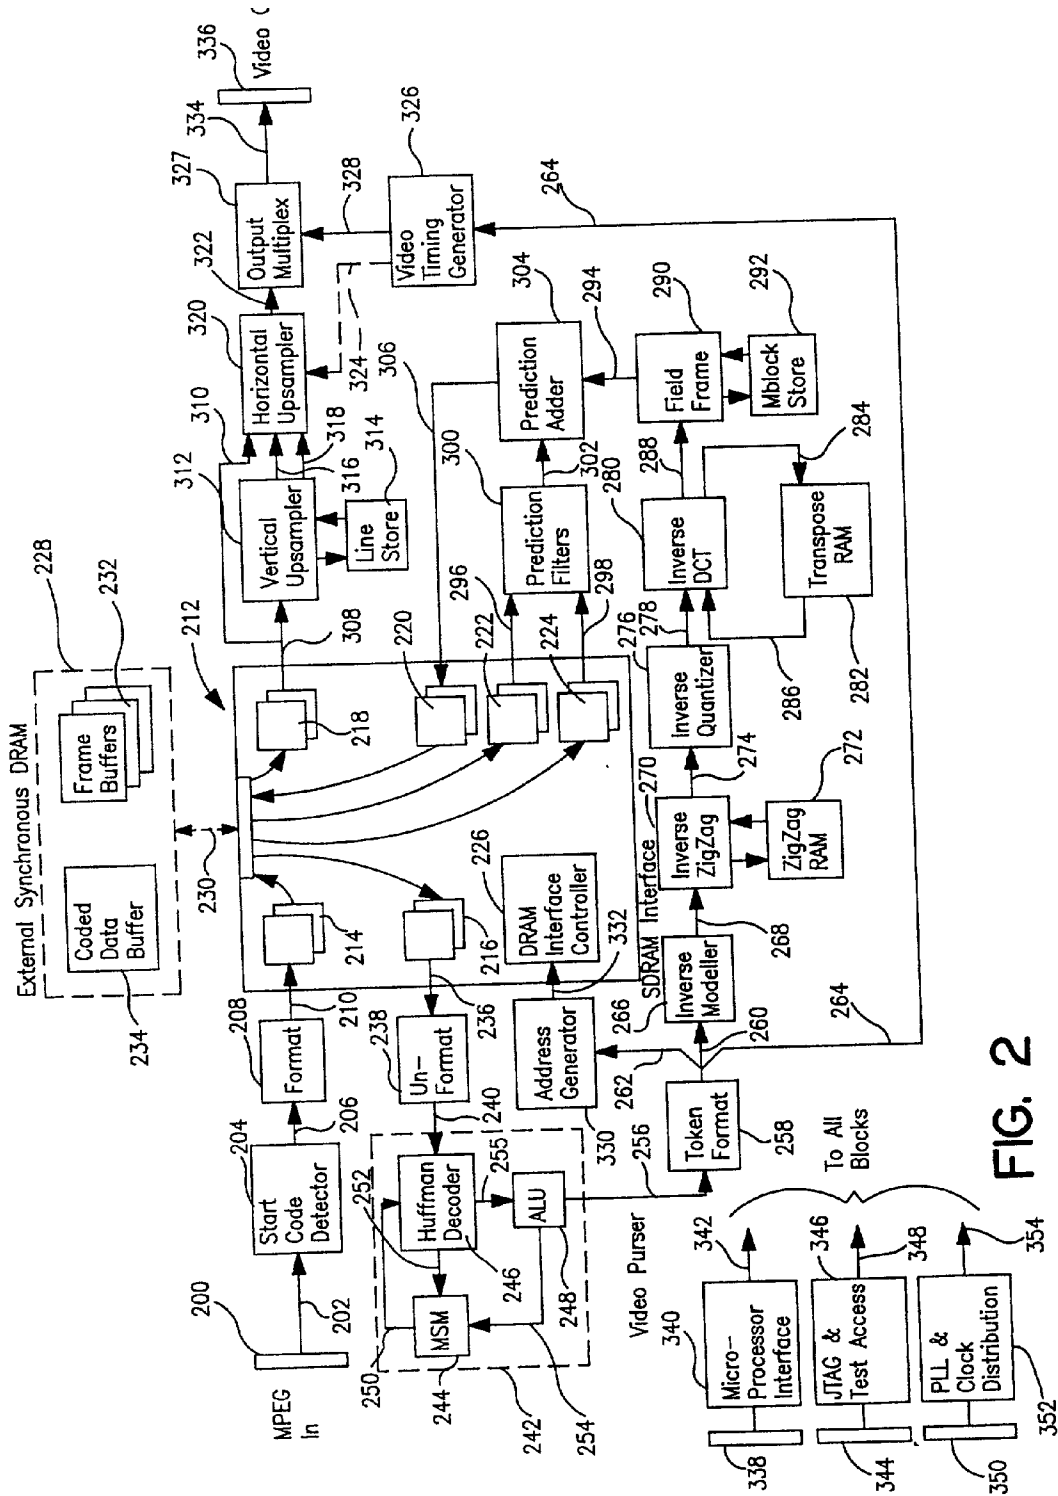 External Synchronous DRAM
228
Coded
Data
Buffer
234
Frame
Buffers
232
230
212
MPEG
In
200
202
204
Start
Code
Detector
206
208
Format
210
214
218
308
310
312
Vertical
Upsampler
316
318
Line
Store
314
320
Horizontal
Upsampler
322
324
Output
Multiplex
327
334
336
Video
328
Video
Timing
Generator
326
264
216
236
238
Un-
Format
240
242
244
MSM
246
Huffman
Decoder
248
ALU
250
252
254
255
256
Video Purser
220
222
224
226
DRAM
Interface
Controller
332
Address
Generator
330
262
SDRAM Interface
296
298
300
Prediction
Filters
302
304
Prediction
Adder
306
294
258
Token
Format
260
264
266
Inverse
Modeller
268
270
Inverse
ZigZag
272
ZigZag
RAM
274
276
Inverse
Quantizer
278
280
Inverse
DCT
282
Transpose
RAM
284
286
288
290
Field
Frame
292
Mblock
Store
338
340
Micro-
Processor
Interface
342
344
346
JTAG &
Test Access
348
350
352
PLL &
Clock
Distribution
354
To All
Blocks
FIG. 2